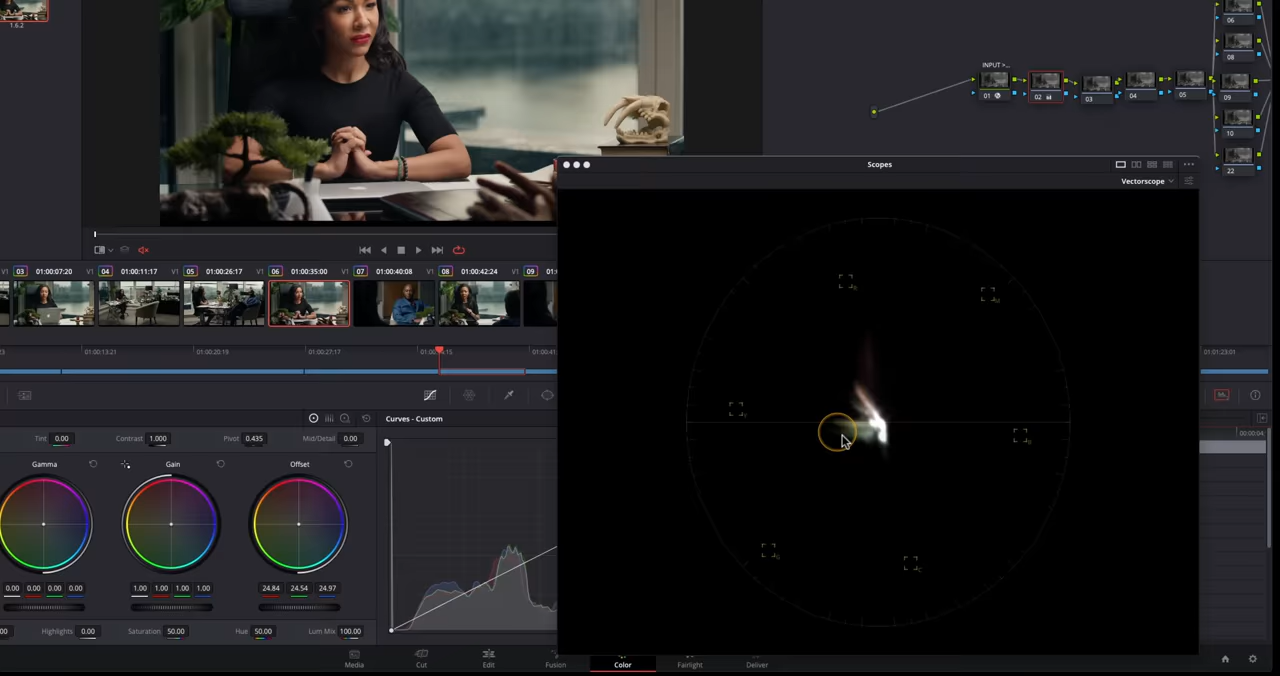 1.6.2
06
08
09
10
22
INPUT >...
01
02
03
04
05
Scopes
Vectorscope
V1 03 01:00:07:20
V1 04 01:00:11:17
V1 05 01:00:26:17
V1 06 01:00:35:00
V1 07 01:00:40:08
V1 08 01:00:42:24
V1 09 01:
:23
01:00:13:21
01:00:20:19
01:00:27:17
01:00:41
01:01:23:01
Curves - Custom
00:00:04
Tint 0.00
Contrast 1.000
Pivot 0.435
Mid/Detail 0.00
Gamma
Gain
Offset
0.00 0.00 0.00 0.00
1.00 1.00 1.00 1.00
24.84 24.54 24.97
00
Highlights 0.00
Saturation 50.00
Hue 50.00
Lum Mix 100.00
Media
Cut
Edit
Fusion
Color
Fairlight
Deliver